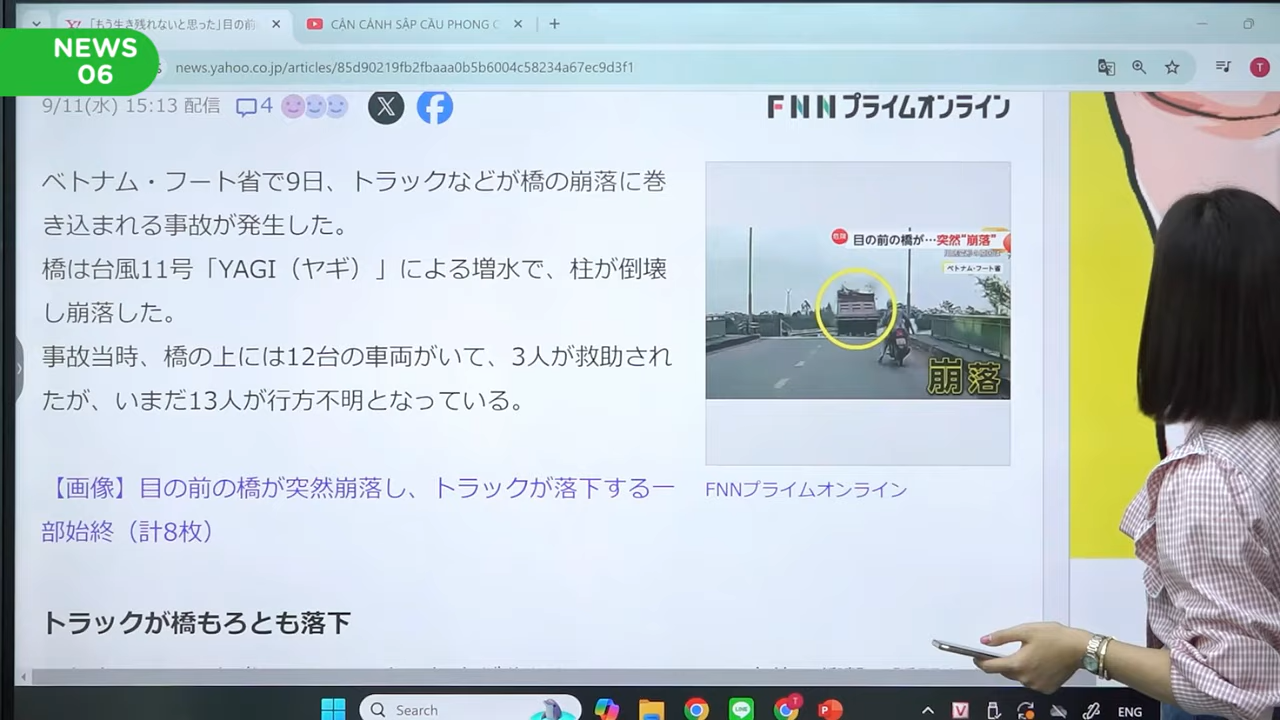 「もう生き残れないと思った」目の前
CẬN CẢNH SẬP CẦU PHONG C
NEWS
06
news.yahoo.co.jp/articles/85d90219fb2fbaaa0b5b6004c58234a67ec9d3f1
T
9/11(水) 15:13 配信
4
FNNプライムオンライン
ベトナム・フート省で9日、トラックなどが橋の崩落に巻
き込まれる事故が発生した。
橋は台風11号「YAGI（ヤギ）」による増水で、柱が倒壊
し崩落した。
事故当時、橋の上には12台の車両がいて、3人が救助され
たが、いまだ13人が行方不明となっている。
目の前の橋が…突然"崩落"
ベトナム・フート省
崩落
【画像】目の前の橋が突然崩落し、トラックが落下する一
部始終（計8枚）
FNNプライムオンライン
トラックが橋もろとも落下
Search
ENG